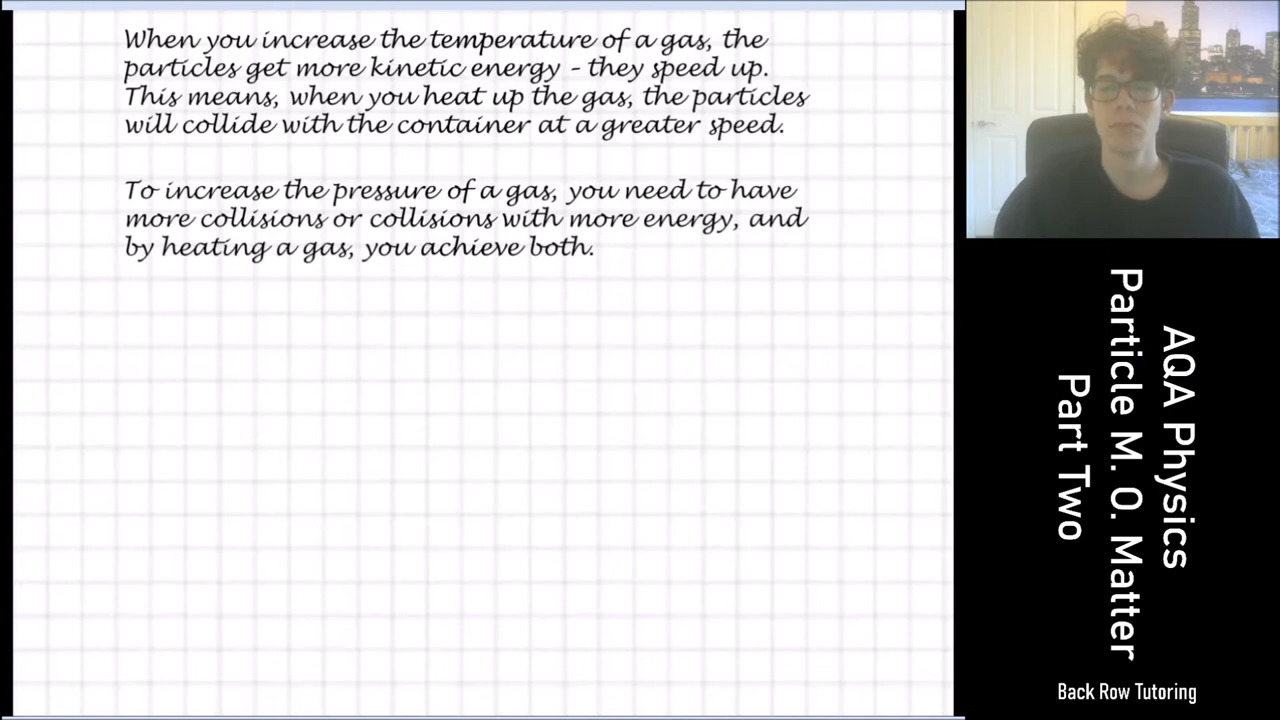 When you increase the temperature of a gas, the
particles get more kinetic energy – they speed up.
This means, when you heat up the gas, the particles
will collide with the container at a greater speed.
To increase the pressure of a gas, you need to have
more collisions or collisions with more energy, and
by heating a gas, you achieve both.
AQA Physics
Particle M. O. Matter
Part Two
Back Row Tutoring